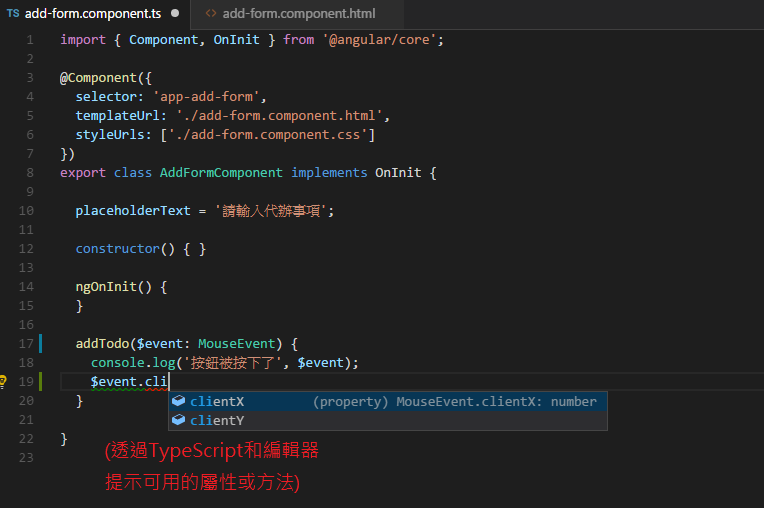 TS add-form.component.ts ● <> add-form.component.html
1 import { Component, OnInit } from '@angular/core';
2
3 @Component({
4 selector: 'app-add-form',
5 templateUrl: './add-form.component.html',
6 styleUrls: ['./add-form.component.css']
7 })
8 export class AddFormComponent implements OnInit {
9
10 placeholderText = '請輸入代辦事項';
11
12 constructor() { }
13
14 ngOnInit() {
15 }
16
17 addTodo($event: MouseEvent) {
18 console.log('按鈕被按下了', $event);
19 $event.cli
clientX (property) MouseEvent.clientX: number
20 }
clientY
21
22 }
23
(透過TypeScript和編輯器
提示可用的屬性或方法)